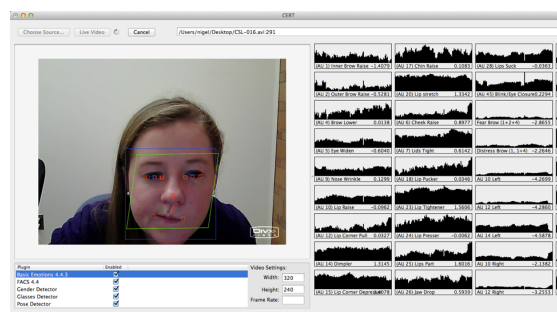 CERT
Choose Source... Live Video Cancel /Users/nigel/Desktop/CSL-016.avi:291
(AU 1) Inner Brow Raise -1.4079 (AU 17) Chin Raise 0.1083 (AU 28) Lips Suck -0.0363
(AU 2) Outer Brow Raise -0.5281 (AU 20) Lip stretch 1.3342 (AU 45) Blink/Eye Closure 0.2294
(AU 4) Brow Lower 0.0138 (AU 6) Cheek Raise 0.8977 Fear Brow (1+2+4) -2.8655
(AU 5) Eye Widen -0.6040 (AU 7) Lids Tight 0.6142 Distress Brow (1, 1+4) -2.2646
(AU 9) Nose Wrinkle 0.1299 (AU 18) Lip Pucker 0.0346 AU 10 Left -4.2699
(AU 10) Lip Raise -0.0962 (AU 23) Lip Tightener 1.5606 AU 12 Left -4.2860
(AU 12) Lip Corner Pull 0.0327 (AU 24) Lip Presser -0.0062 AU 14 Left -4.5878
(AU 14) Dimpler 1.3145 (AU 25) Lips Part 1.6016 AU 10 Right -2.1382
(AU 15) Lip Corner Depressor (AU 26) Jaw Drop 0.5939 AU 12 Right -3.2553
DivX
Plugin Enabled
Basic Emotions 4.4.3
FACS 4.4
Gender Detector
Glasses Detector
Pose Detector
Video Settings:
Width: 320
Height: 240
Frame Rate: